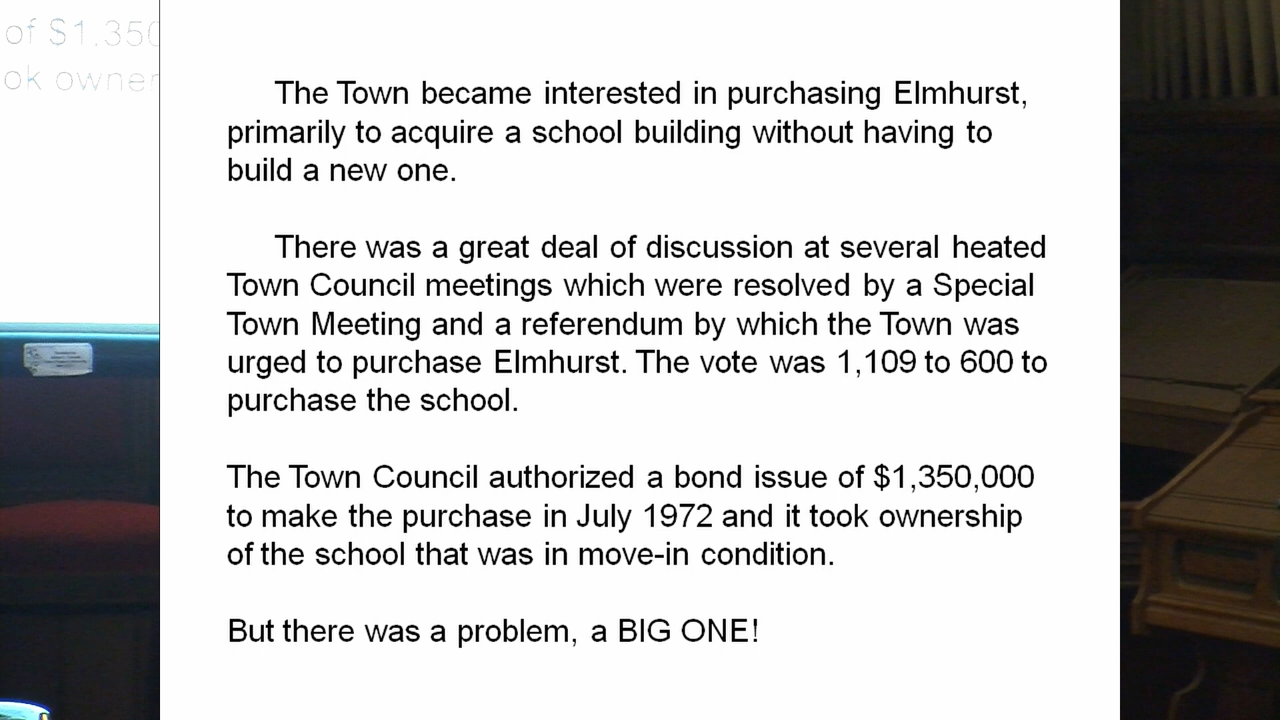 of $1.350
ok owner
The Town became interested in purchasing Elmhurst,
primarily to acquire a school building without having to
build a new one.
There was a great deal of discussion at several heated
Town Council meetings which were resolved by a Special
Town Meeting and a referendum by which the Town was
urged to purchase Elmhurst. The vote was 1,109 to 600 to
purchase the school.
The Town Council authorized a bond issue of $1,350,000
to make the purchase in July 1972 and it took ownership
of the school that was in move-in condition.
But there was a problem, a BIG ONE!